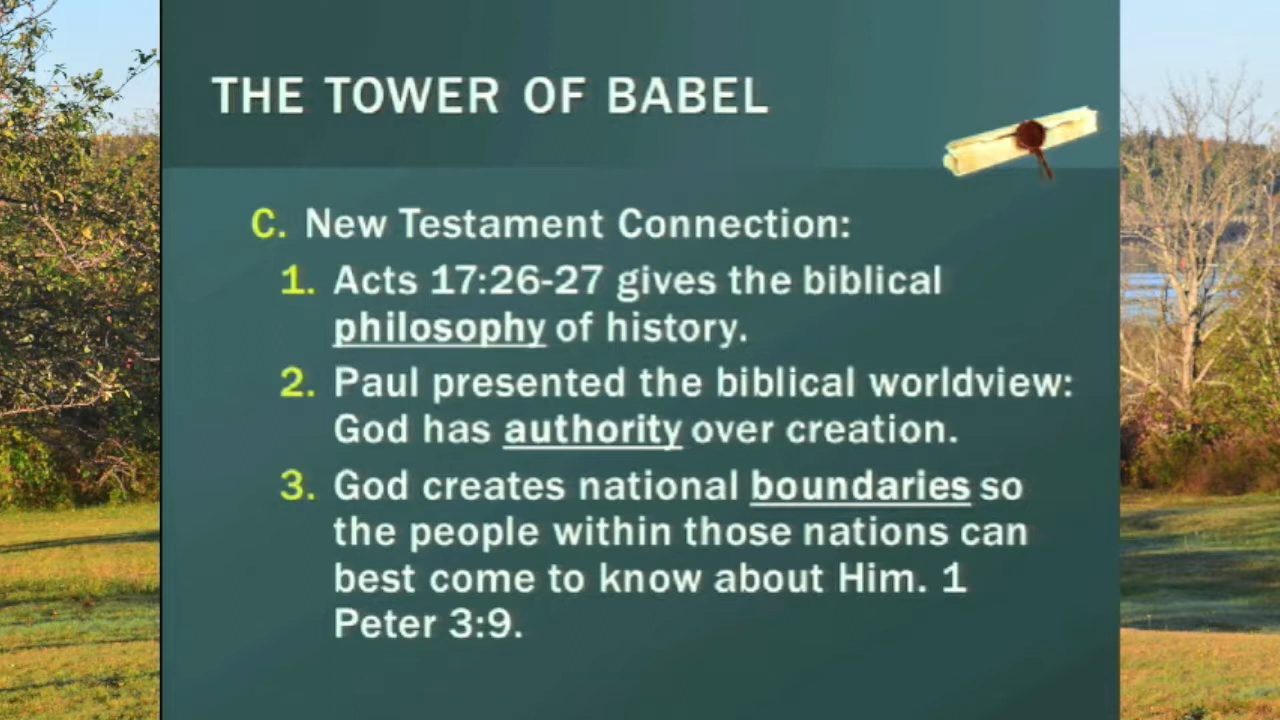 THE TOWER OF BABEL
C. New Testament Connection:
1. Acts 17:26-27 gives the biblical
philosophy of history.
2. Paul presented the biblical worldview:
God has authority over creation.
3. God creates national boundaries so
the people within those nations can
best come to know about Him. 1
Peter 3:9.